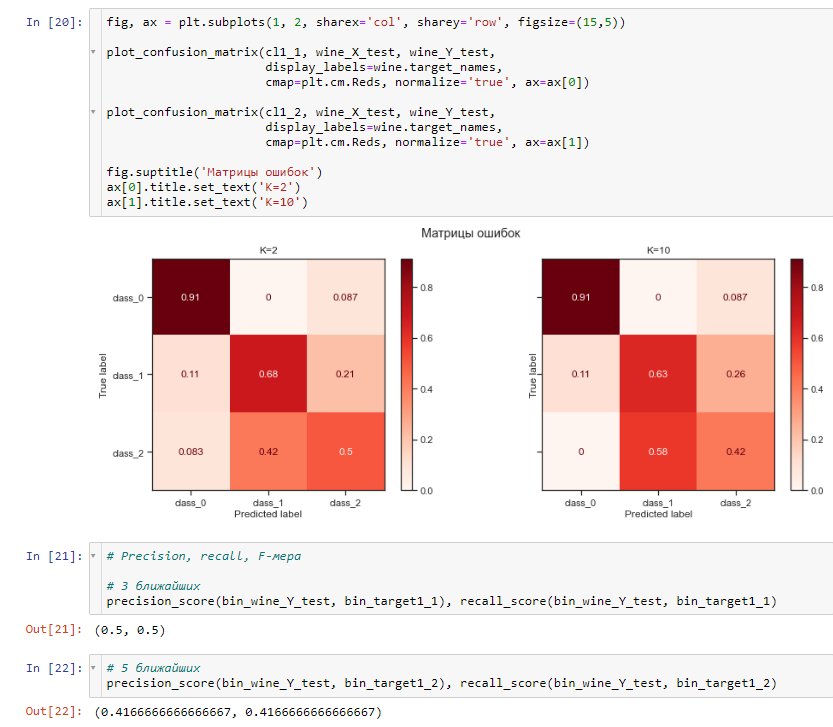 In [20]: fig, ax = plt.subplots(1, 2, sharex='col', sharey='row', figsize=(15,5))
plot_confusion_matrix(cl1_1, wine_X_test, wine_Y_test,
display_labels=wine.target_names,
cmap=plt.cm.Reds, normalize='true', ax=ax[0])
plot_confusion_matrix(cl1_2, wine_X_test, wine_Y_test,
display_labels=wine.target_names,
cmap=plt.cm.Reds, normalize='true', ax=ax[1])
fig.suptitle('Матрицы ошибок')
ax[0].title.set_text('K=2')
ax[1].title.set_text('K=10')
Матрицы ошибок
K=2
class_0
0.91 0 0.087
class_1
0.11 0.68 0.21
class_2
0.083 0.42 0.5
True label
class_0 class_1 class_2
Predicted label
0.8
0.6
0.4
0.2
0.0
K=10
0.91 0 0.087
0.11 0.63 0.26
0 0.58 0.42
True label
class_0 class_1 class_2
Predicted label
0.8
0.6
0.4
0.2
0.0
In [21]: # Precision, recall, F-мера
# 3 ближайших
precision_score(bin_wine_Y_test, bin_target1_1), recall_score(bin_wine_Y_test, bin_target1_1)
Out[21]: (0.5, 0.5)
In [22]: # 5 ближайших
precision_score(bin_wine_Y_test, bin_target1_2), recall_score(bin_wine_Y_test, bin_target1_2)
Out[22]: (0.4166666666666667, 0.4166666666666667)